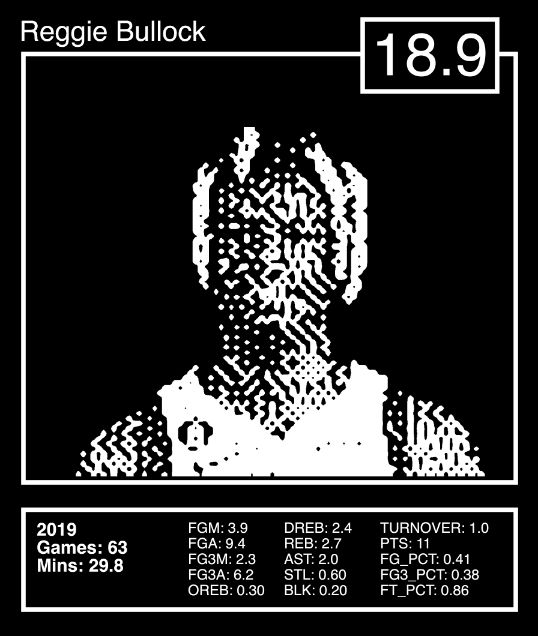 Reggie Bullock
18.9
2019
Games: 63
Mins: 29.8
FGM: 3.9
FGA: 9.4
FG3M: 2.3
FG3A: 6.2
OREB: 0.30
DREB: 2.4
REB: 2.7
AST: 2.0
STL: 0.60
BLK: 0.20
TURNOVER: 1.0
PTS: 11
FG_PCT: 0.41
FG3_PCT: 0.38
FT_PCT: 0.86